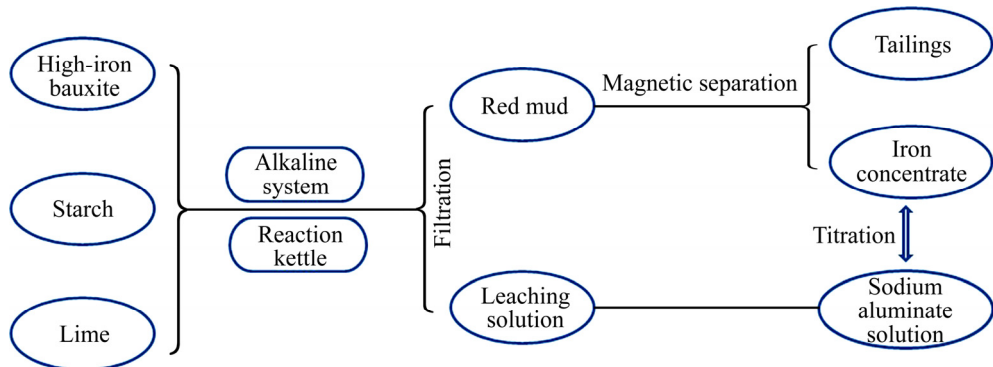 High-iron
bauxite
Starch
Lime
Alkaline
system
Reaction
kettle
Filtration
Red mud
Leaching
solution
Magnetic separation
Tailings
Iron
concentrate
Titration
Sodium
aluminate
solution